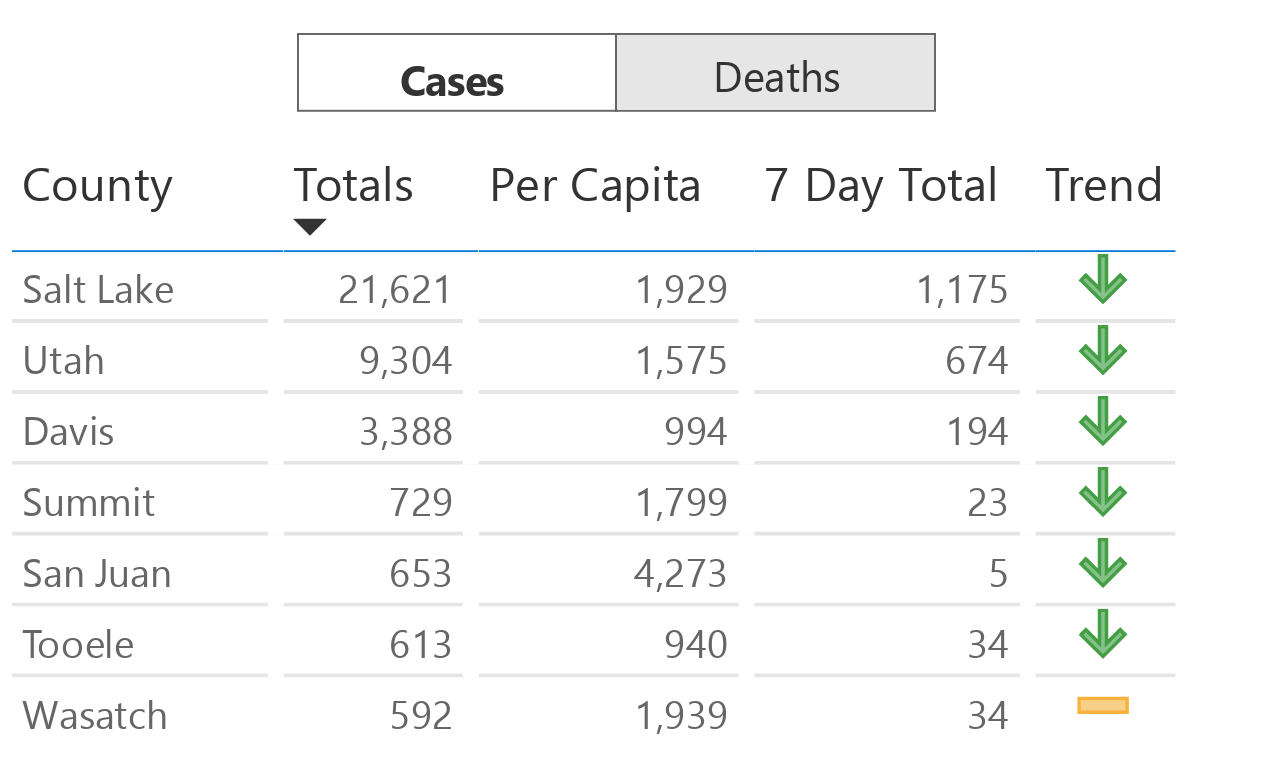 Cases Deaths
County Totals Per Capita 7 Day Total Trend
Salt Lake 21,621 1,929 1,175
Utah 9,304 1,575 674
Davis 3,388 994 194
Summit 729 1,799 23
San Juan 653 4,273 5
Tooele 613 940 34
Wasatch 592 1,939 34